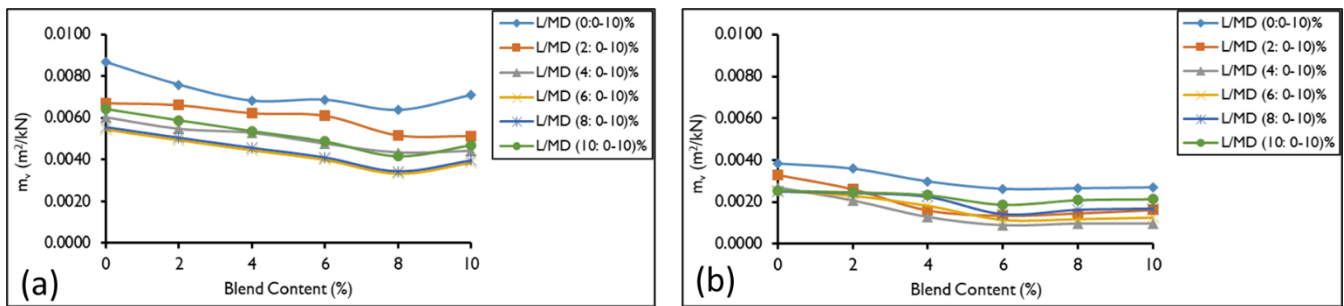 0.0100
0.0080
0.0060
0.0040
0.0020
0.0000
mᵥ (m²/kN)
0 2 4 6 8 10
Blend Content (%)
(a)
L/MD (0:0-10)%
L/MD (2: 0-10)%
L/MD (4: 0-10)%
L/MD (6: 0-10)%
L/MD (8: 0-10)%
L/MD (10: 0-10)%
0.0100
0.0080
0.0060
0.0040
0.0020
0.0000
mᵥ (m²/kN)
0 2 4 6 8 10
Blend Content (%)
(b)
L/MD (0:0-10)%
L/MD (2: 0-10)%
L/MD (4: 0-10)%
L/MD (6: 0-10)%
L/MD (8: 0-10)%
L/MD (10: 0-10)%